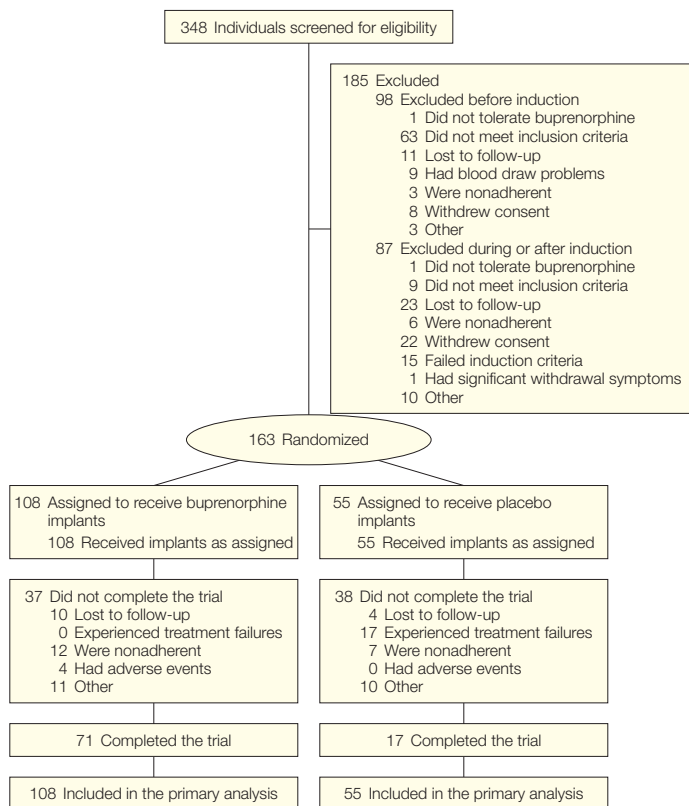 348 Individuals screened for eligibility
185 Excluded
98 Excluded before induction
1 Did not tolerate buprenorphine
63 Did not meet inclusion criteria
11 Lost to follow-up
9 Had blood draw problems
3 Were nonadherent
8 Withdrew consent
3 Other
87 Excluded during or after induction
1 Did not tolerate buprenorphine
9 Did not meet inclusion criteria
23 Lost to follow-up
6 Were nonadherent
22 Withdrew consent
15 Failed induction criteria
1 Had significant withdrawal symptoms
10 Other
163 Randomized
108 Assigned to receive buprenorphine
implants
108 Received implants as assigned
55 Assigned to receive placebo
implants
55 Received implants as assigned
37 Did not complete the trial
10 Lost to follow-up
0 Experienced treatment failures
12 Were nonadherent
4 Had adverse events
11 Other
38 Did not complete the trial
4 Lost to follow-up
17 Experienced treatment failures
7 Were nonadherent
0 Had adverse events
10 Other
71 Completed the trial
17 Completed the trial
108 Included in the primary analysis
55 Included in the primary analysis